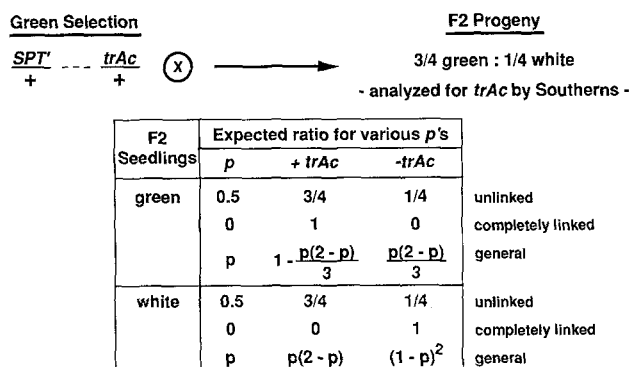 Green Selection
F2 Progeny
SPT' ---- trAc
+ +
X
3/4 green : 1/4 white
- analyzed for trAc by Southerns -
F2 Seedlings
Expected ratio for various p's
p + trAc -trAc
green 0.5 3/4 1/4 unlinked
0 1 0 completely linked
p 1 - p(2 - p)/3 p(2 - p)/3 general
white 0.5 3/4 1/4 unlinked
0 0 1 completely linked
p p(2 - p) (1 - p)² general